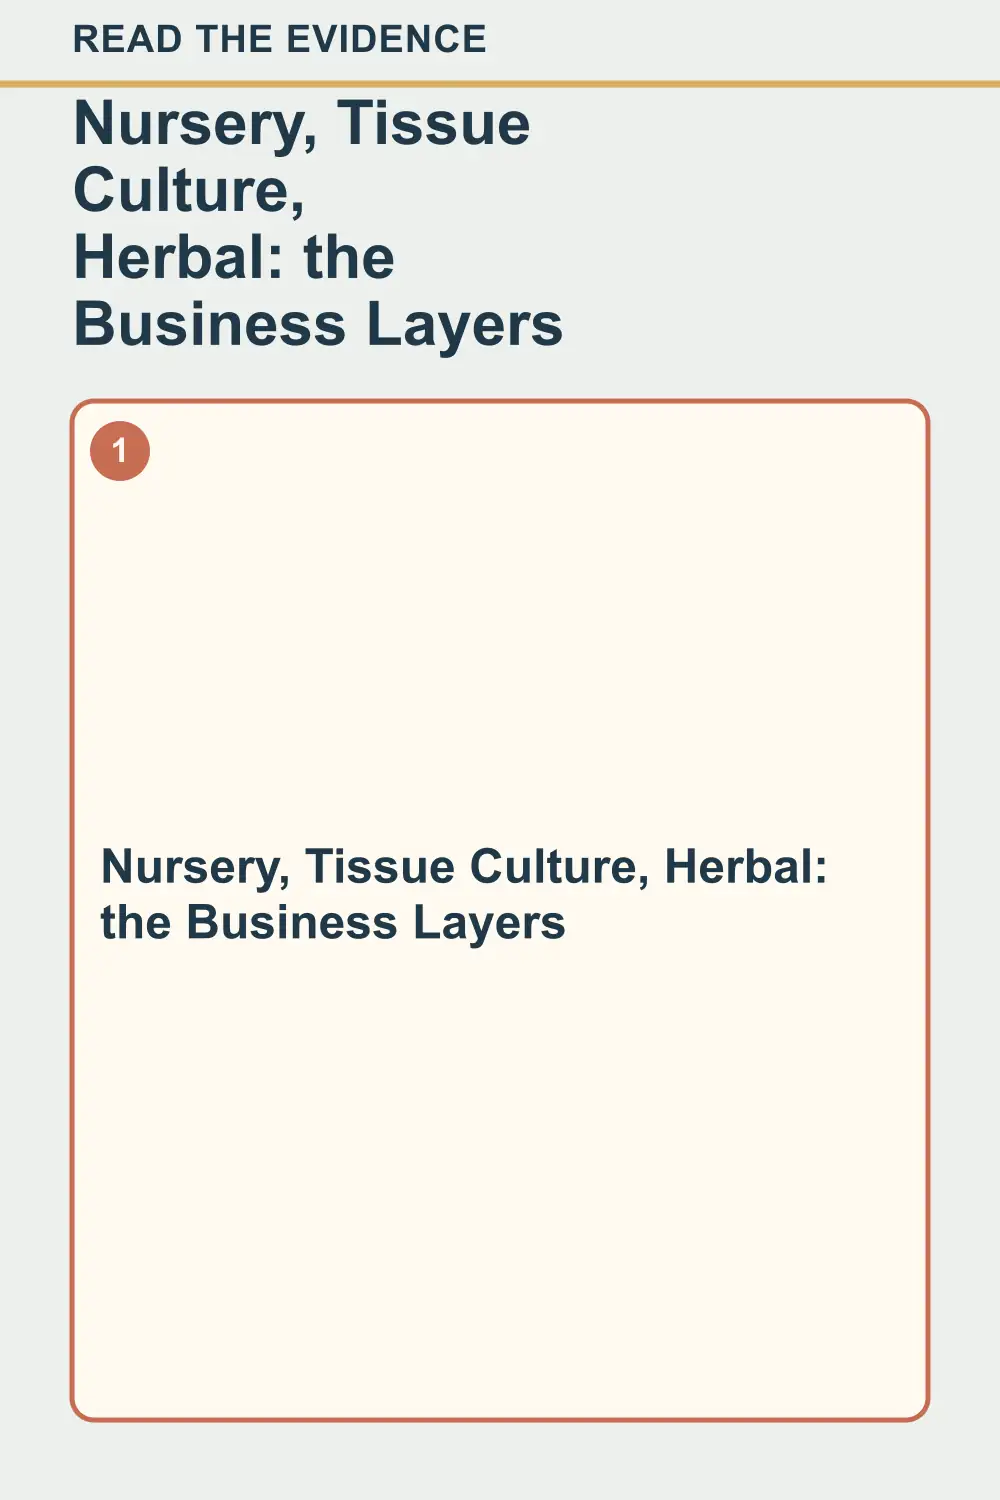 READ THE EVIDENCE
Nursery, Tissue
Culture,
Herbal: the
Business Layers
1
Nursery, Tissue Culture, Herbal:
the Business Layers